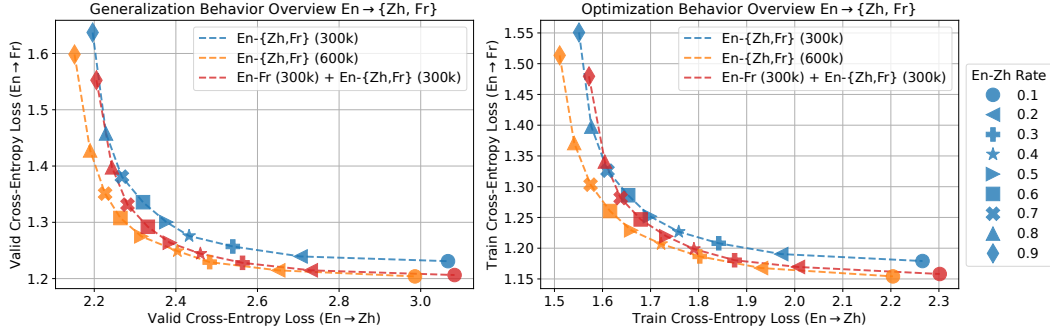 Generalization Behavior Overview En→{Zh, Fr}
Valid Cross-Entropy Loss (En→Fr)
1.6
1.5
1.4
1.3
1.2
En-{Zh,Fr} (300k)
En-{Zh,Fr} (600k)
En-Fr (300k) + En-{Zh,Fr} (300k)
2.2
2.4
2.6
2.8
3.0
Valid Cross-Entropy Loss (En→Zh)
Optimization Behavior Overview En→{Zh, Fr}
Train Cross-Entropy Loss (En→Fr)
1.55
1.50
1.45
1.40
1.35
1.30
1.25
1.20
1.15
En-{Zh,Fr} (300k)
En-{Zh,Fr} (600k)
En-Fr (300k) + En-{Zh,Fr} (300k)
1.5
1.6
1.7
1.8
1.9
2.0
2.1
2.2
2.3
Train Cross-Entropy Loss (En→Zh)
En-Zh Rate
0.1
0.2
0.3
0.4
0.5
0.6
0.7
0.8
0.9